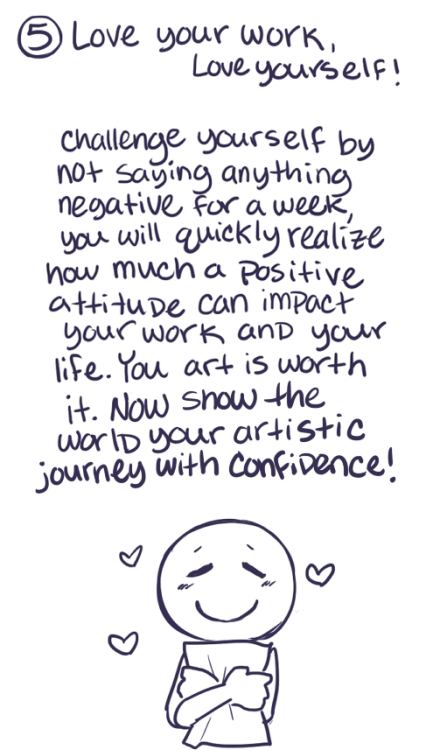 5 Love your work,
Love yourself!
Challenge yourself by
not saying anything
negative for a week,
you will quickly realize
how much a positive
attitude can impact
your work and your
life. You art is worth
it. Now show the
world your artistic
journey with confidence!